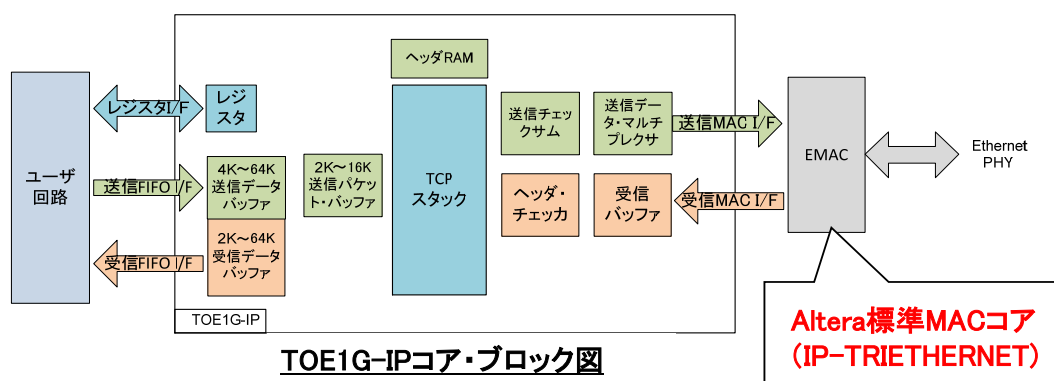 ヘッダRAM
レジスタI/F
レジ
スタ
送信チェッ
クサム
送信デー
タ・マルチ
プレクサ
送信MAC I/F
EMAC
Ethernet
PHY
ユーザ
回路
送信FIFO I/F
4K～64K
送信データ
バッファ
2K～16K
送信パケッ
ト・バッファ
TCP
スタック
ヘッダ・
チェッカ
受信
バッファ
受信MAC I/F
受信FIFO I/F
2K～64K
受信データ
バッファ
TOE1G-IP
Altera標準MACコア
（IP-TRIETHERNET）
TOE1G-IPコア・ブロック図